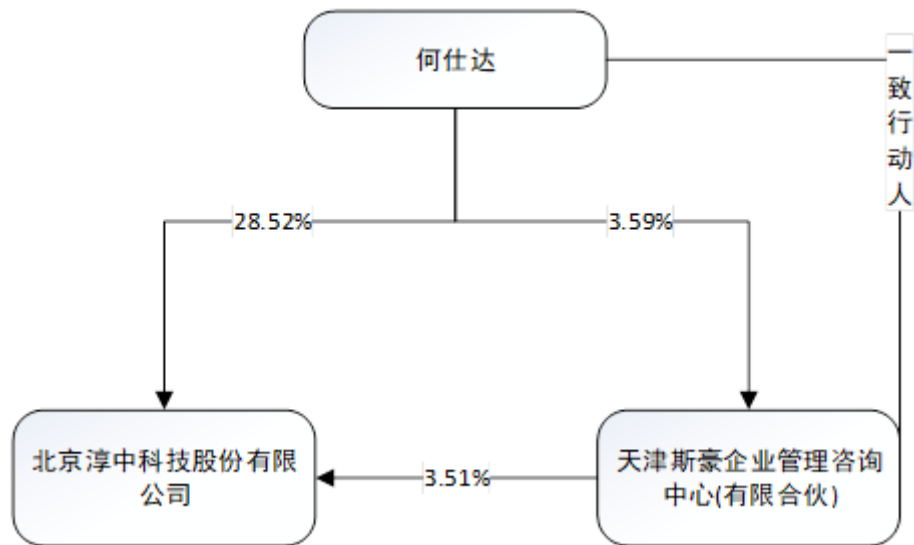 何仕达
一致行动人
28.52%
3.59%
北京淳中科技股份有限
公司
3.51%
天津斯豪企业管理咨询
中心(有限合伙)